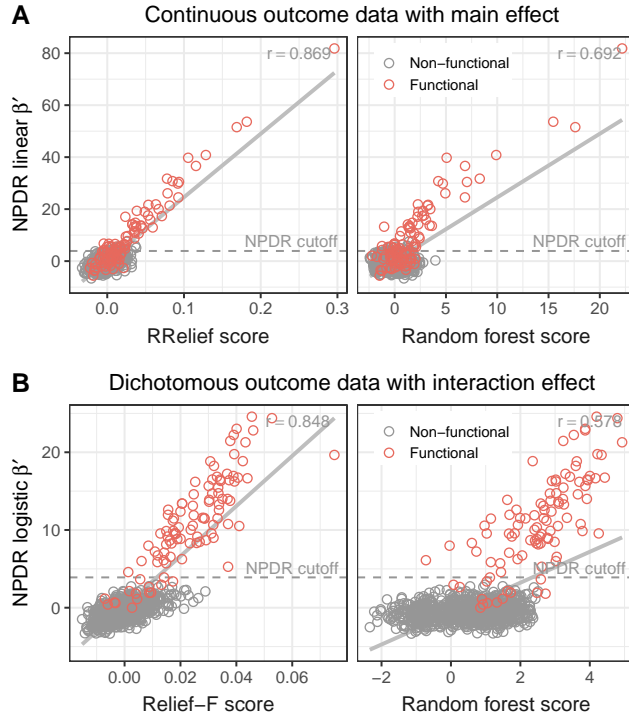 A
Continuous outcome data with main effect
r = 0.869
r = 0.692
Non−functional
Functional
NPDR cutoff
NPDR cutoff
NPDR linear β′
80
60
40
20
0
0.0
0.1
0.2
0.3
0
5
10
15
20
RRelief score
Random forest score
B
Dichotomous outcome data with interaction effect
r = 0.848
r = 0.578
Non−functional
Functional
NPDR cutoff
NPDR cutoff
NPDR logistic β′
20
10
0
0.00
0.02
0.04
0.06
−2
0
2
4
Relief−F score
Random forest score